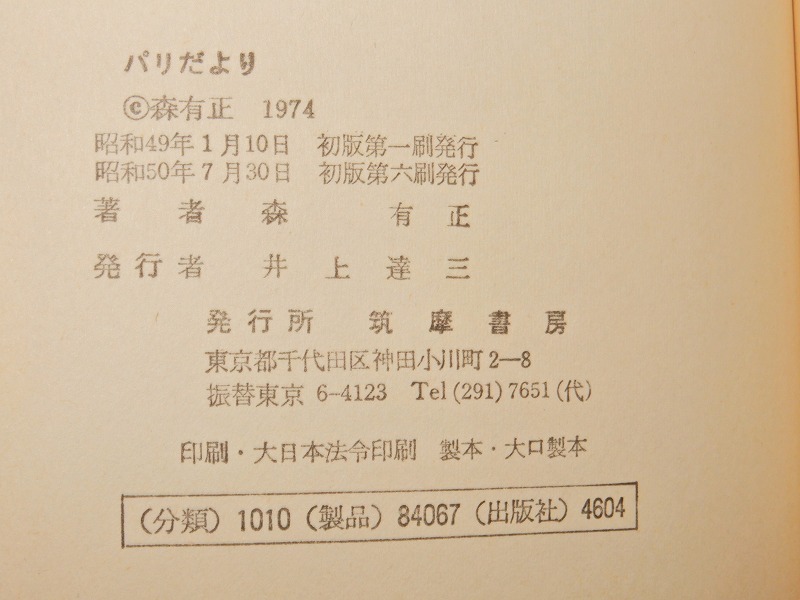 パリだより
©森有正 1974
昭和49年1月10日 初版第一刷発行
昭和50年7月30日 初版第六刷発行
著者 森有正
発行者 井上達三
発行所 筑摩書房
東京都千代田区神田小川町2—8
振替東京 6-4123 Tel (291) 7651 (代)
印刷・大日本法令印刷 製本・大口製本
(分類) 1010 (製品) 84067 (出版社) 4604